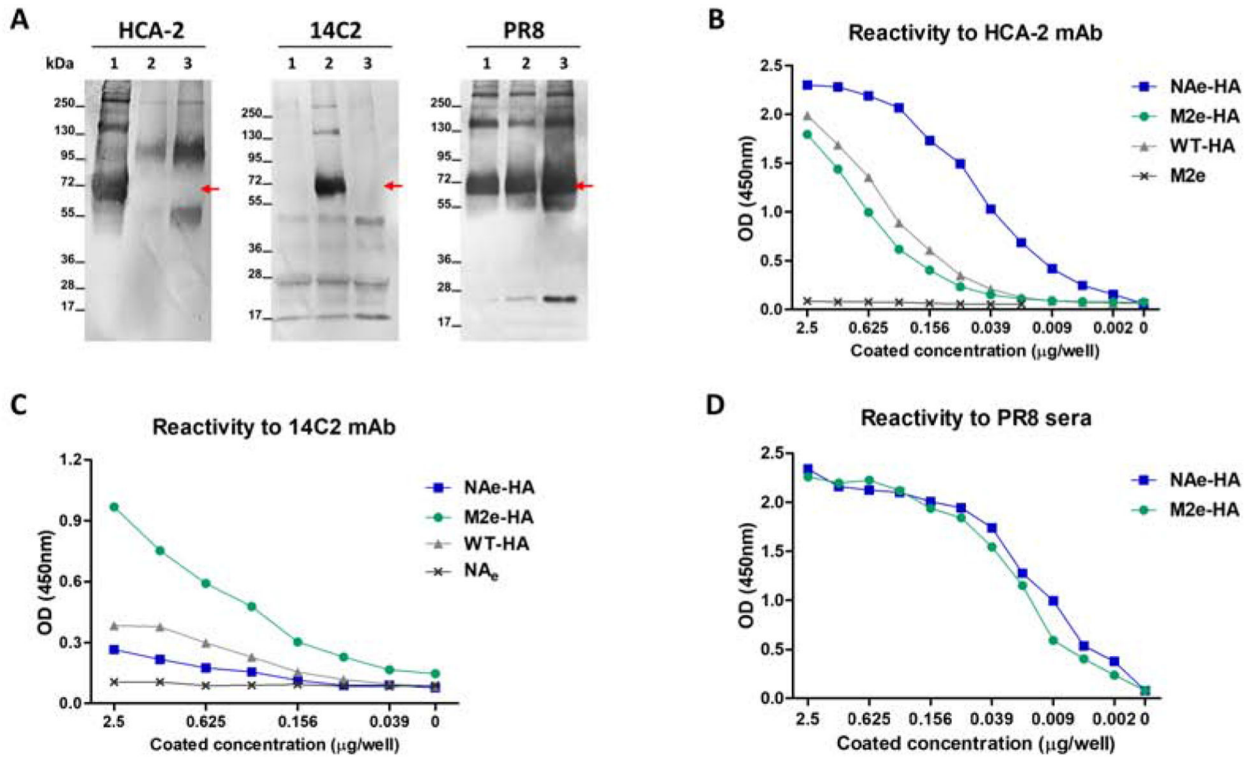 A
HCA-2
14C2
PR8
kDa
1 2 3
1 2 3
1 2 3
250
130
95
72
55
36
28
17
250
130
95
72
55
36
28
17
250
130
95
72
55
36
28
17
B
Reactivity to HCA-2 mAb
OD (450nm)
2.5
2.0
1.5
1.0
0.5
0.0
2.5 0.625 0.156 0.039 0.009 0.002 0
Coated concentration (μg/well)
NAe-HA
M2e-HA
WT-HA
M2e
C
Reactivity to 14C2 mAb
OD (450nm)
1.2
0.9
0.6
0.3
0.0
2.5 0.625 0.156 0.039 0
Coated concentration (μg/well)
NAe-HA
M2e-HA
WT-HA
NAe
D
Reactivity to PR8 sera
OD (450nm)
2.5
2.0
1.5
1.0
0.5
0.0
2.5 0.625 0.156 0.039 0.009 0.002 0
Coated concentration (μg/well)
NAe-HA
M2e-HA